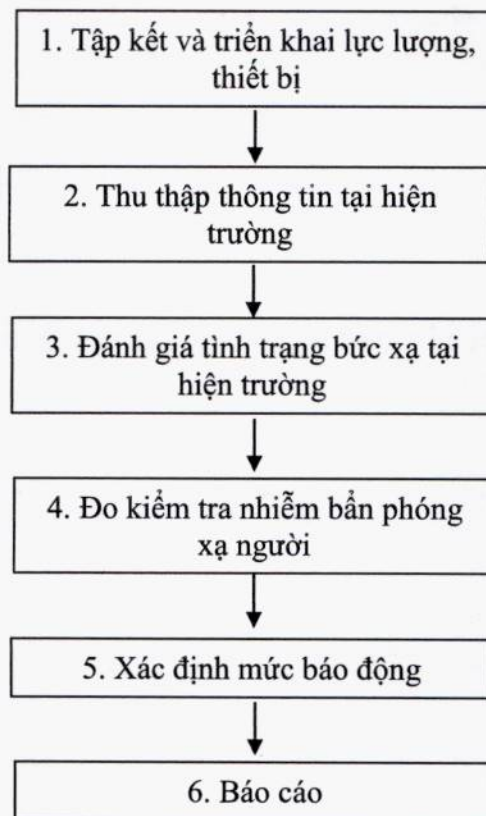 1. Tập kết và triển khai lực lượng,
thiết bị
2. Thu thập thông tin tại hiện
trường
3. Đánh giá tình trạng bức xạ tại
hiện trường
4. Đo kiểm tra nhiễm bẩn phóng
xạ người
5. Xác định mức báo động
6. Báo cáo